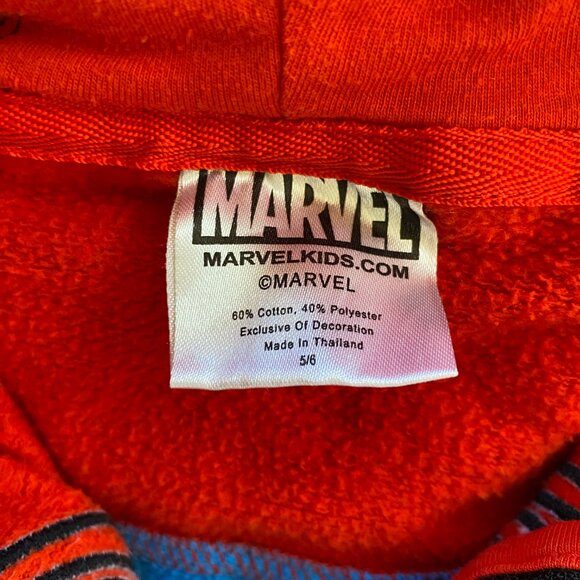 MARVEL
MARVELKIDS.COM
©MARVEL
60% Cotton, 40% Polyester
Exclusive Of Decoration
Made In Thailand
5/6